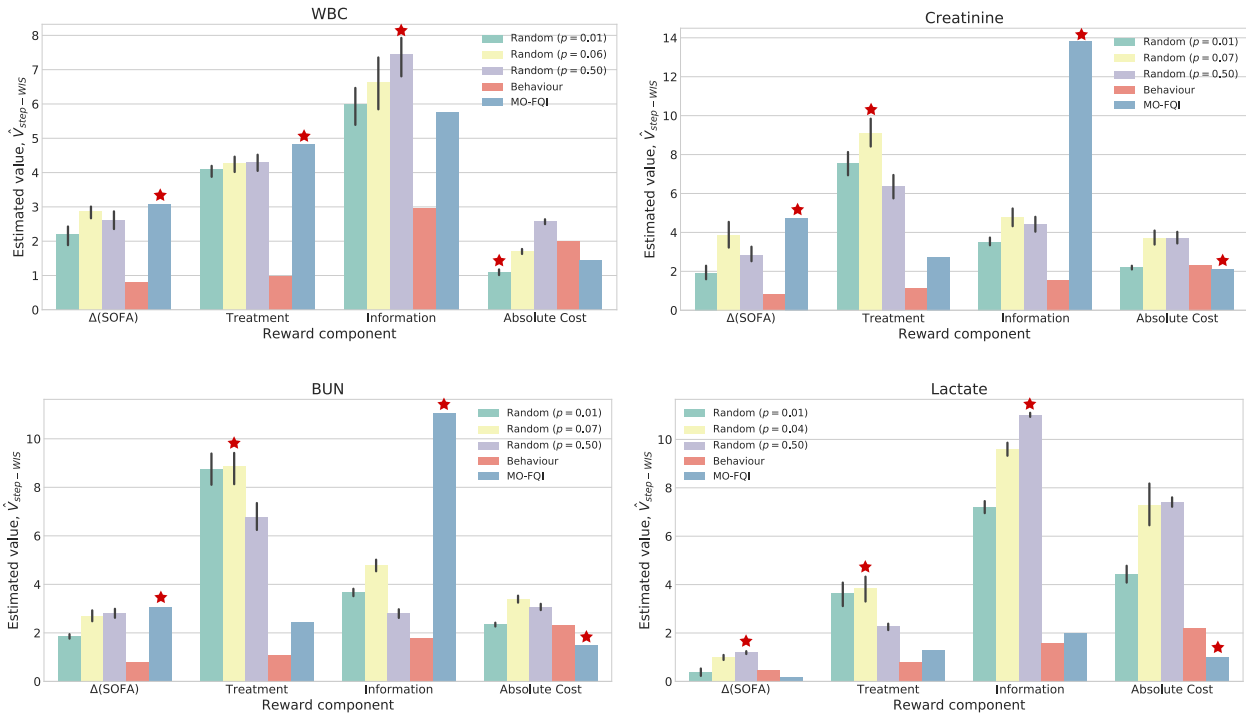 WBC
Estimated value, V̂step−WIS
8
7
6
5
4
3
2
1
0
Random (p = 0.01)
Random (p = 0.06)
Random (p = 0.50)
Behaviour
MO-FQI
Δ(SOFA) Treatment Information Absolute Cost
Reward component
Creatinine
Estimated value, V̂step−WIS
14
12
10
8
6
4
2
0
Random (p = 0.01)
Random (p = 0.07)
Random (p = 0.50)
Behaviour
MO-FQI
Δ(SOFA) Treatment Information Absolute Cost
Reward component
BUN
Estimated value, V̂step−WIS
10
8
6
4
2
0
Random (p = 0.01)
Random (p = 0.07)
Random (p = 0.50)
Behaviour
MO-FQI
Δ(SOFA) Treatment Information Absolute Cost
Reward component
Lactate
Estimated value, V̂step−WIS
10
8
6
4
2
0
Random (p = 0.01)
Random (p = 0.04)
Random (p = 0.50)
Behaviour
MO-FQI
Δ(SOFA) Treatment Information Absolute Cost
Reward component